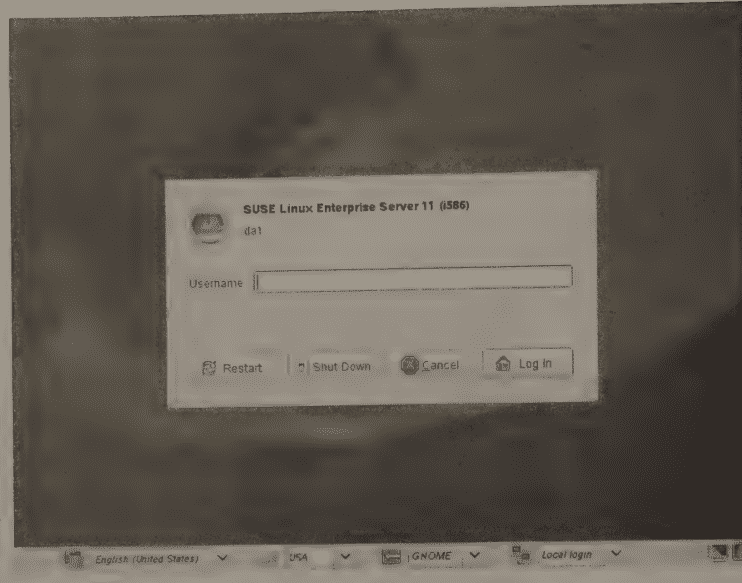 SUSE Linux Enterprise Server 11 (i586)
da1
Username
Restart Shut Down Cancel Log In
English (United States) USA GNOME Local login